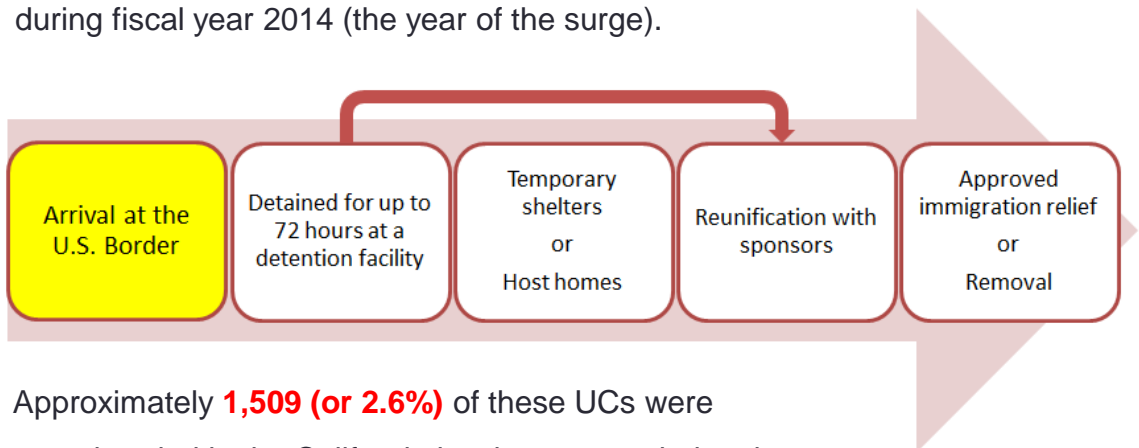 during fiscal year 2014 (the year of the surge).
Arrival at the
U.S. Border
Detained for up to
72 hours at a
detention facility
Temporary
shelters
or
Host homes
Reunification with
sponsors
Approved
immigration relief
or
Removal
Approximately 1,509 (or 2.6%) of these UCs were